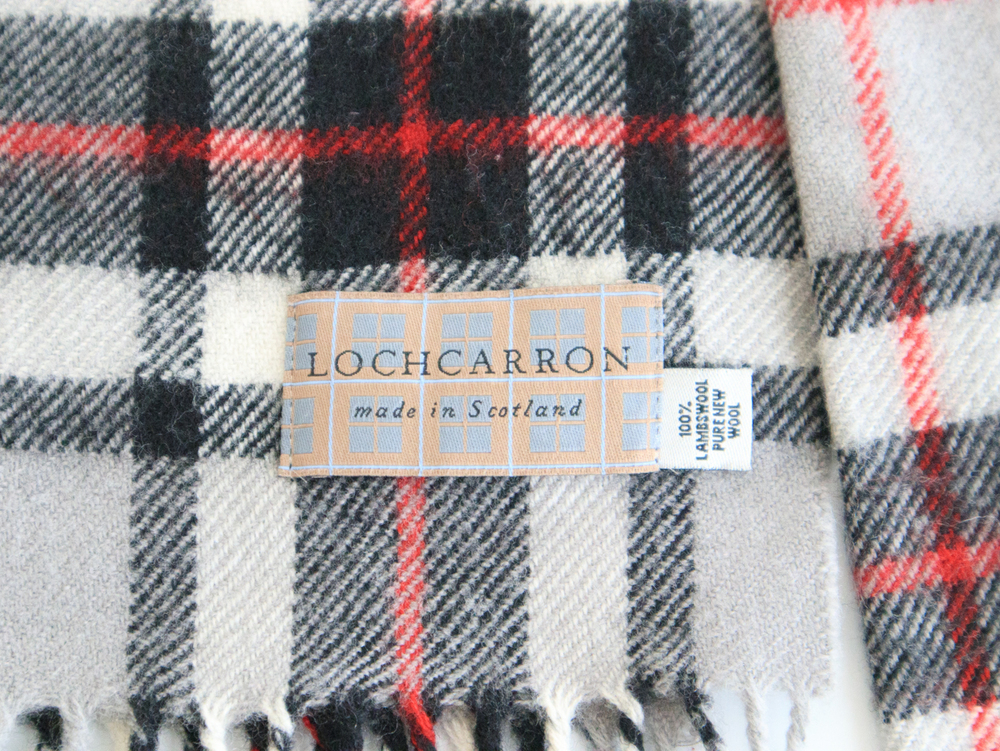 LOCHCARRON
made in Scotland
100%
LAMBSWOOL
PURE NEW
WOOL